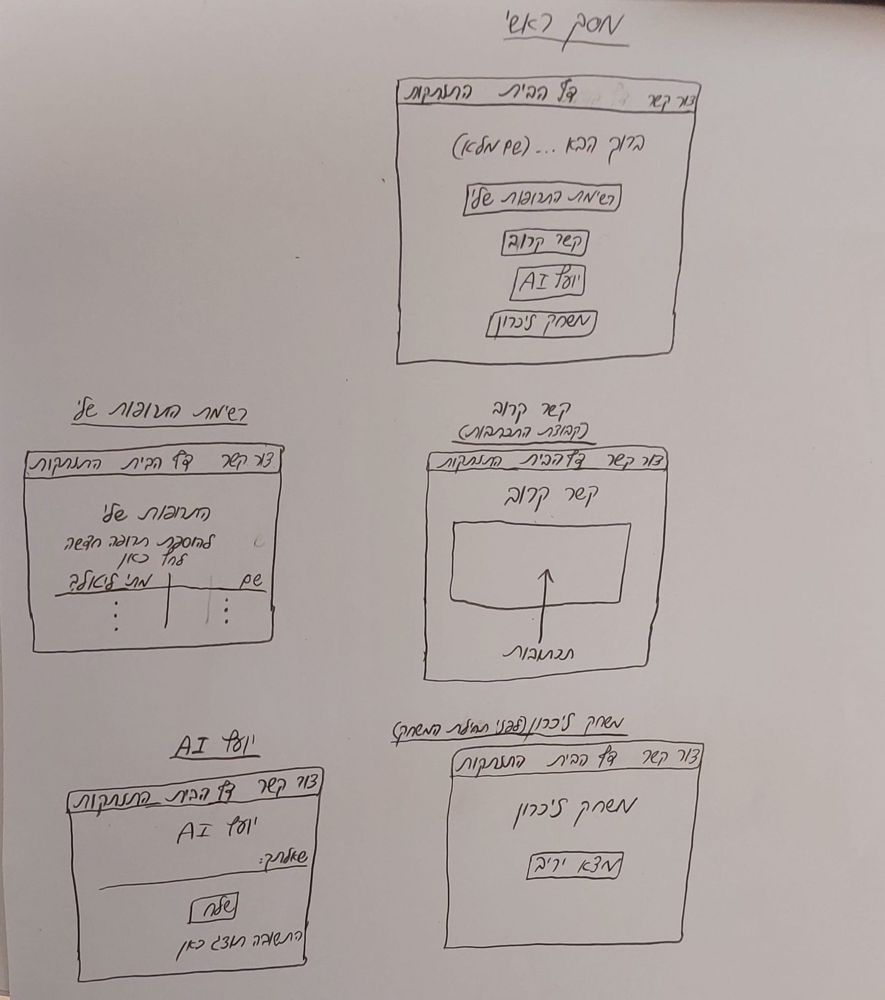 מסך ראשי
צור קשר דף הבית התנתקות
ברוך הבא ... (שם מלא)
רשימת התרופות שלי
קשר קרוב
יועץ AI
משחק זיכרון
רשימת התרופות שלי
צור קשר דף הבית התנתקות
התרופות שלי
להוספת תרופה חדשה
לחץ כאן
שם מתי ליאלב
קשר קרוב
(קבוצת התכתבות)
צור קשר דף הבית התנתקות
קשר קרוב
תכתובות
יועץ AI
צור קשר דף הבית התנתקות
יועץ AI
שאלתך:
שלח
התשובה תוצג כאן
משחק זיכרון (לפני תחילת המשחק)
צור קשר דף הבית התנתקות
משחק זיכרון
מצא יריב